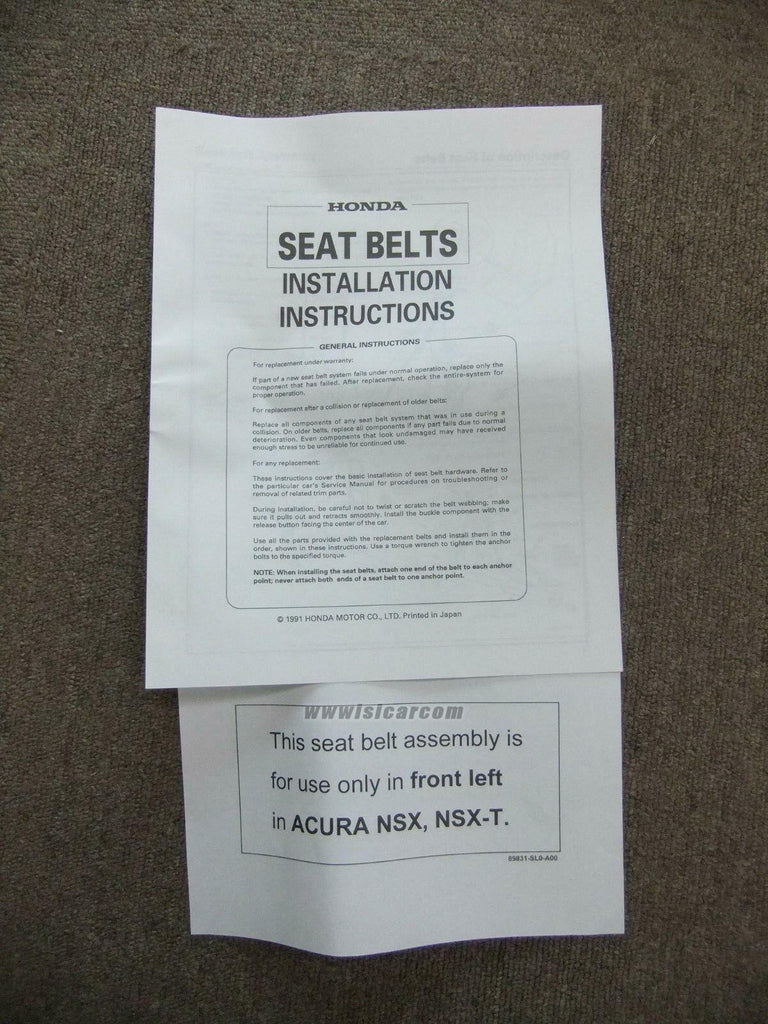 HONDA
SEAT BELTS
INSTALLATION
INSTRUCTIONS
GENERAL INSTRUCTIONS
For replacement under warranty:
If part of a new seat belt system fails under normal operation, replace only the
component that has failed. After replacement, check the entire-system for
proper operation.
For replacement after a collision or replacement of older belts:
Replace all components of any seat belt system that was in use during a
collision. On older belts, replace all components if any part fails due to normal
deterioration. Even components that look undamaged may have received
enough stress to be unreliable for continued use.
For any replacement:
These instructions cover the basic installation of seat belt hardware. Refer to
the particular car's Service Manual for procedures on troubleshooting or
removal of related trim parts.
During installation, be careful not to twist or scratch the belt webbing; make
sure it pulls out and retracts smoothly. Install the buckle component with the
release button facing the center of the car.
Use all the parts provided with the replacement belts and install them in the
order, shown in these instructions. Use a torque wrench to tighten the anchor
bolts to the specified torque.
NOTE: When installing the seat belts, attach one end of the belt to each anchor
point; never attach both ends of a seat belt to one anchor point.
© 1991 HONDA MOTOR CO., LTD. Printed in Japan
wwwisicarcom
This seat belt assembly is
for use only in front left
in ACURA NSX, NSX-T.
89831-SL0-A00